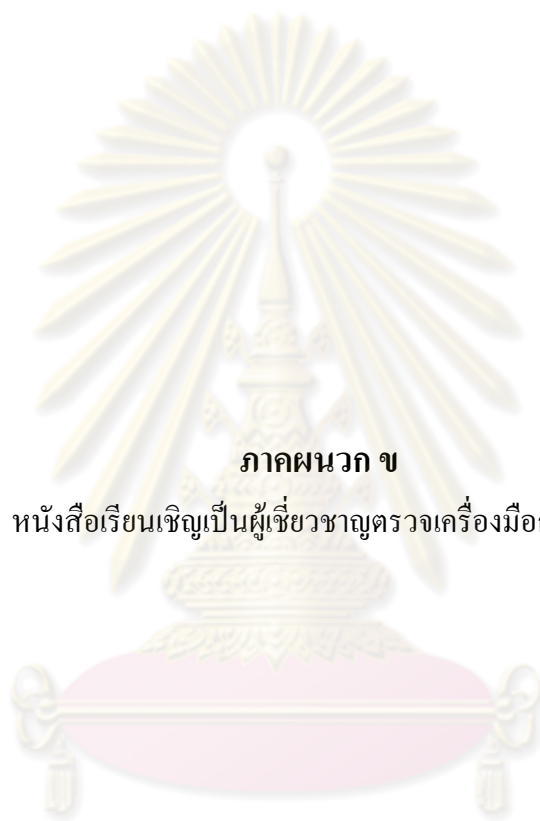 ภาคผนวก ข
หนังสือเรียนเชิญเป็นผู้เชี่ยวชาญตรวจเครื่องมือ